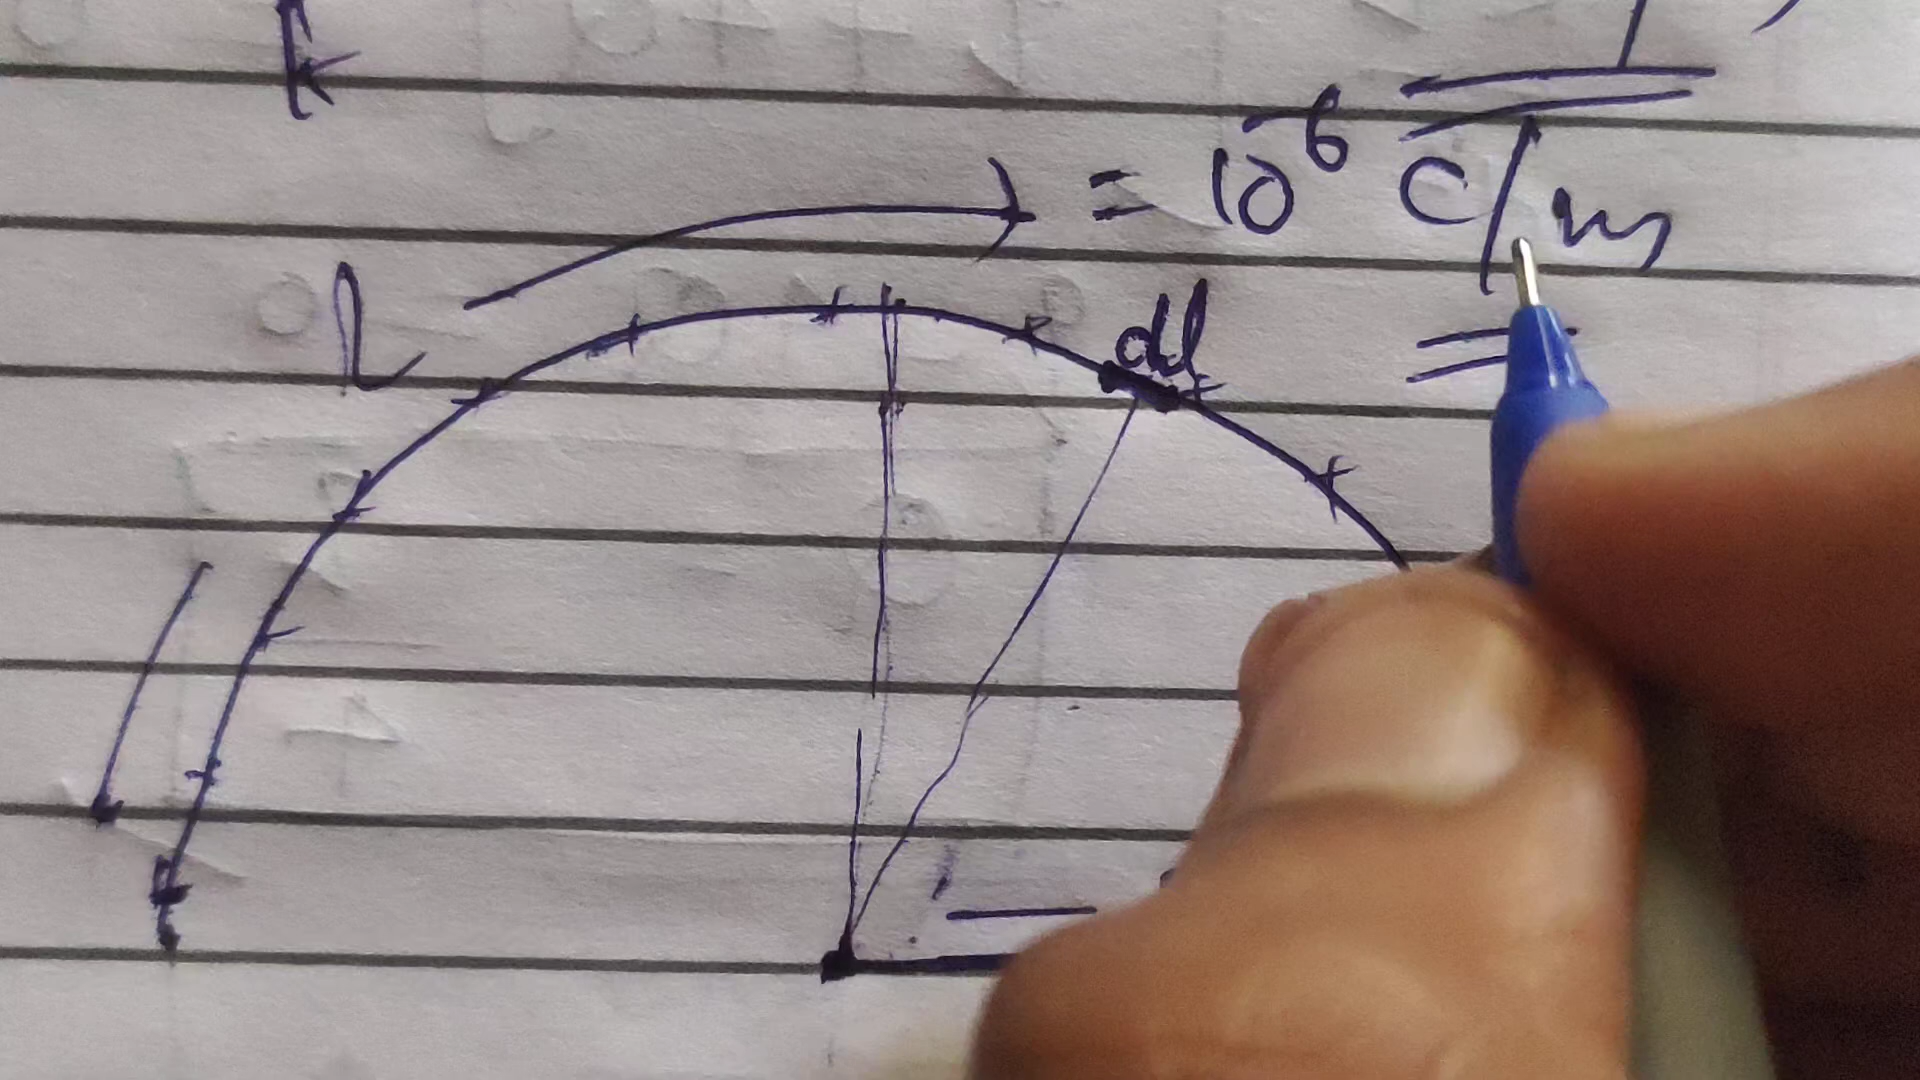 = 10⁻⁶ C/m
l
dl